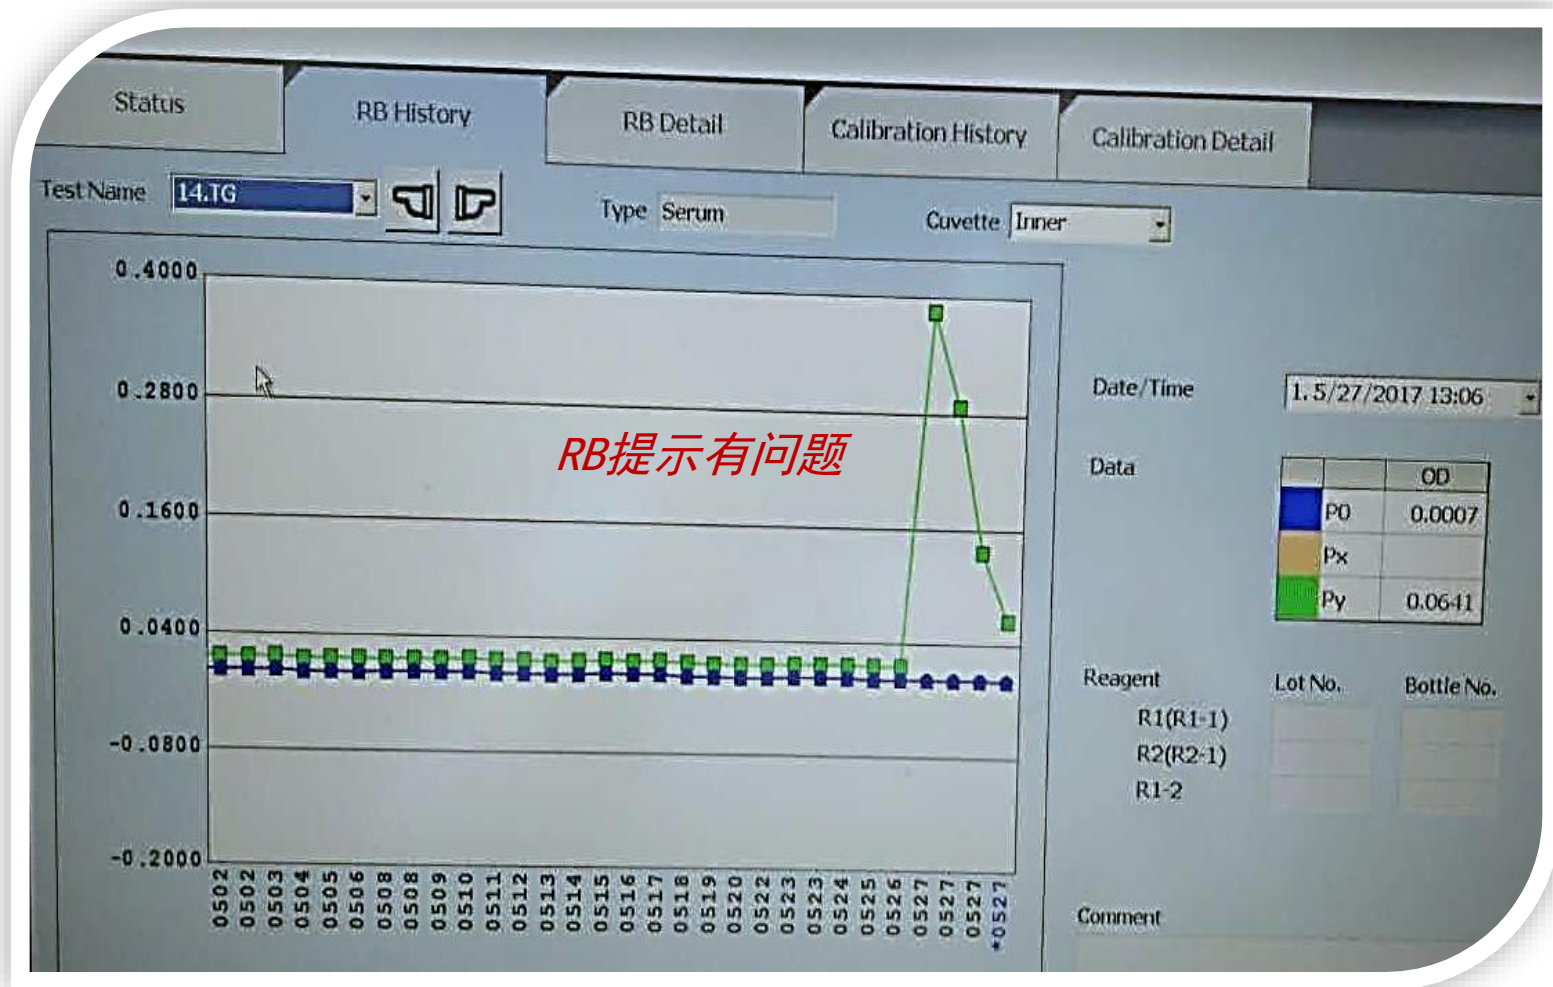 Status RB History RB Detail Calibration History Calibration Detail
Test Name 14.TG Type Serum Cuvette Inner
0.4000
0.2800
0.1600
0.0400
-0.0800
-0.2000
RB提示有问题
0502 0502 0503 0504 0505 0506 0508 0508 0509 0510 0511 0512 0513 0514 0515 0516 0517 0518 0519 0520 0522 0523 0523 0524 0525 0526 0527 0527 0527 *0527
Date/Time 1. 5/27/2017 13:06
Data OD
P0 0.0007
Px
Py 0.0641
Reagent Lot No. Bottle No.
R1(R1-1)
R2(R2-1)
R1-2
Comment